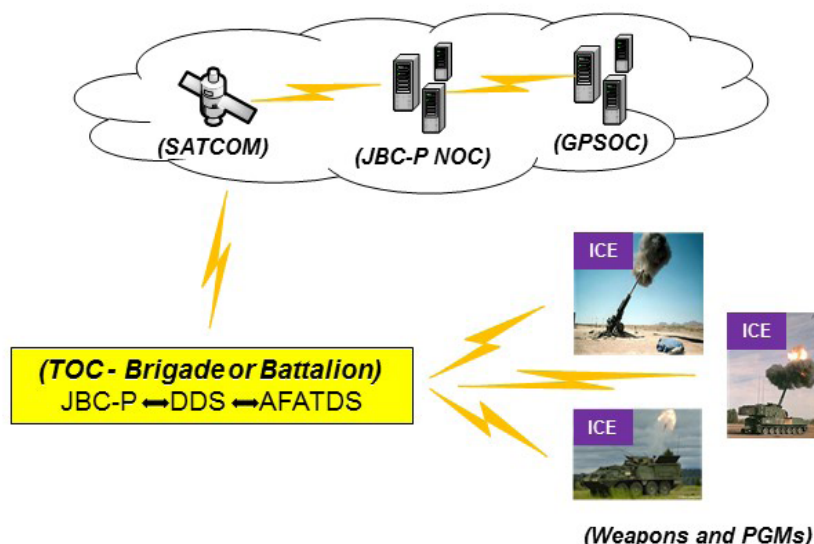 (SATCOM)
(JBC-P NOC)
(GPSOC)
ICE
ICE
(TOC - Brigade or Battalion)
JBC-P ⬌DDS ⬌AFATDS
ICE
(Weapons and PGMs)